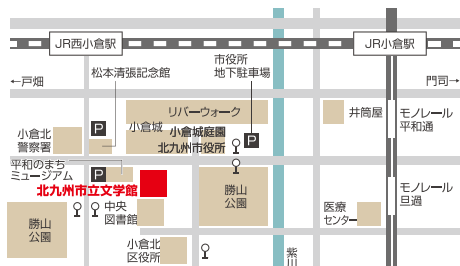 JR西小倉駅
JR小倉駅
←戸畑
門司→
松本清張記念館
市役所
地下駐車場
リバーウォーク
井筒屋
モノレール
平和通
P
小倉城
小倉城庭園
小倉北
警察署
P
北九州市役所
平和のまち
ミュージアム
P
北九州市立文学館
勝山
公園
モノレール
旦過
中央
図書館
医療
センター
勝山
公園
小倉北
区役所
紫
川